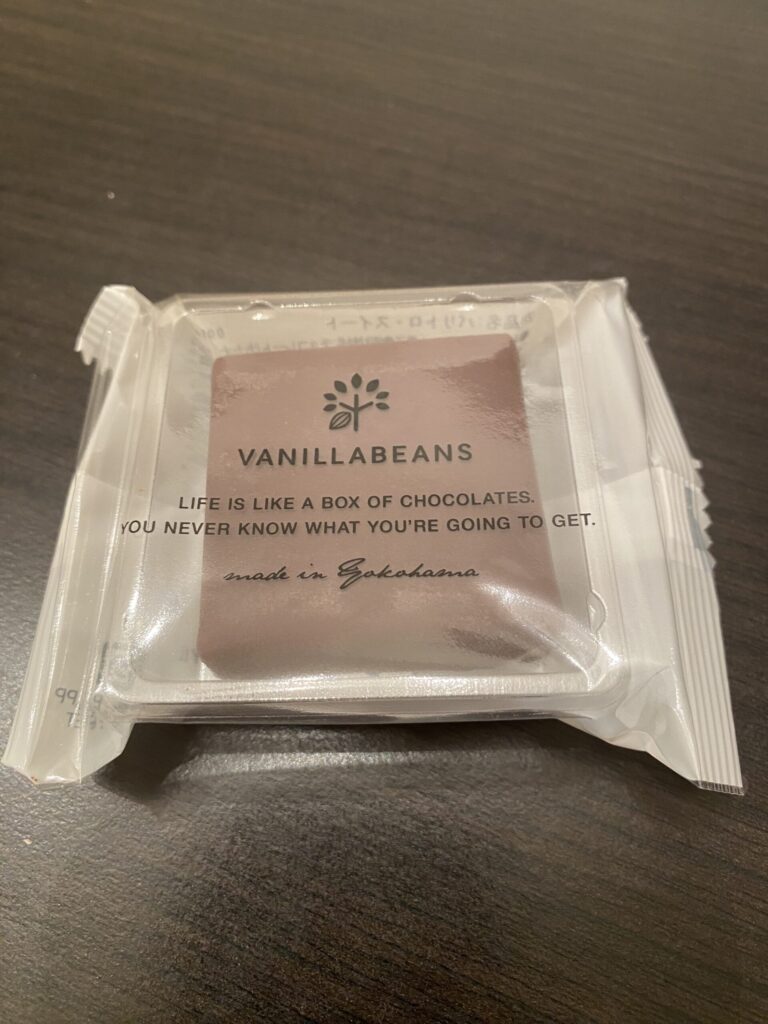 VANILLABEANS
LIFE IS LIKE A BOX OF CHOCOLATES.
YOU NEVER KNOW WHAT YOU'RE GOING TO GET.
made in Yokohama